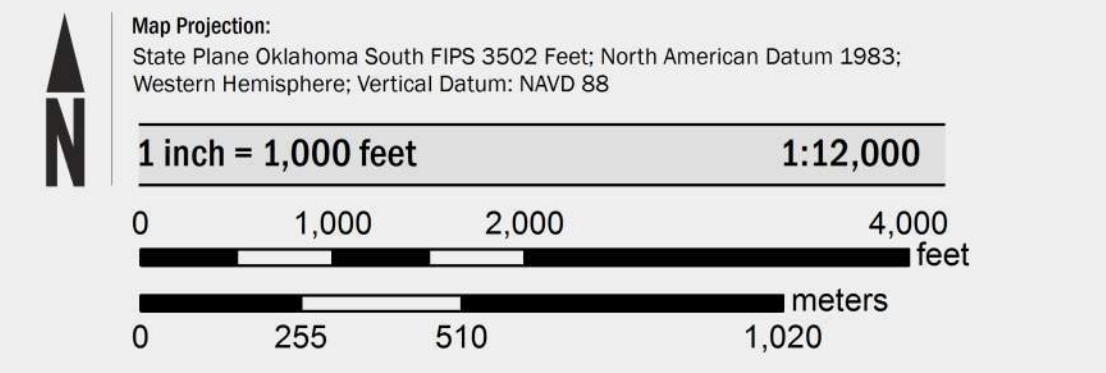 N
Map Projection:
State Plane Oklahoma South FIPS 3502 Feet; North American Datum 1983;
Western Hemisphere; Vertical Datum: NAVD 88
1 inch = 1,000 feet 1:12,000
0 1,000 2,000 4,000
feet
meters
0 255 510 1,020